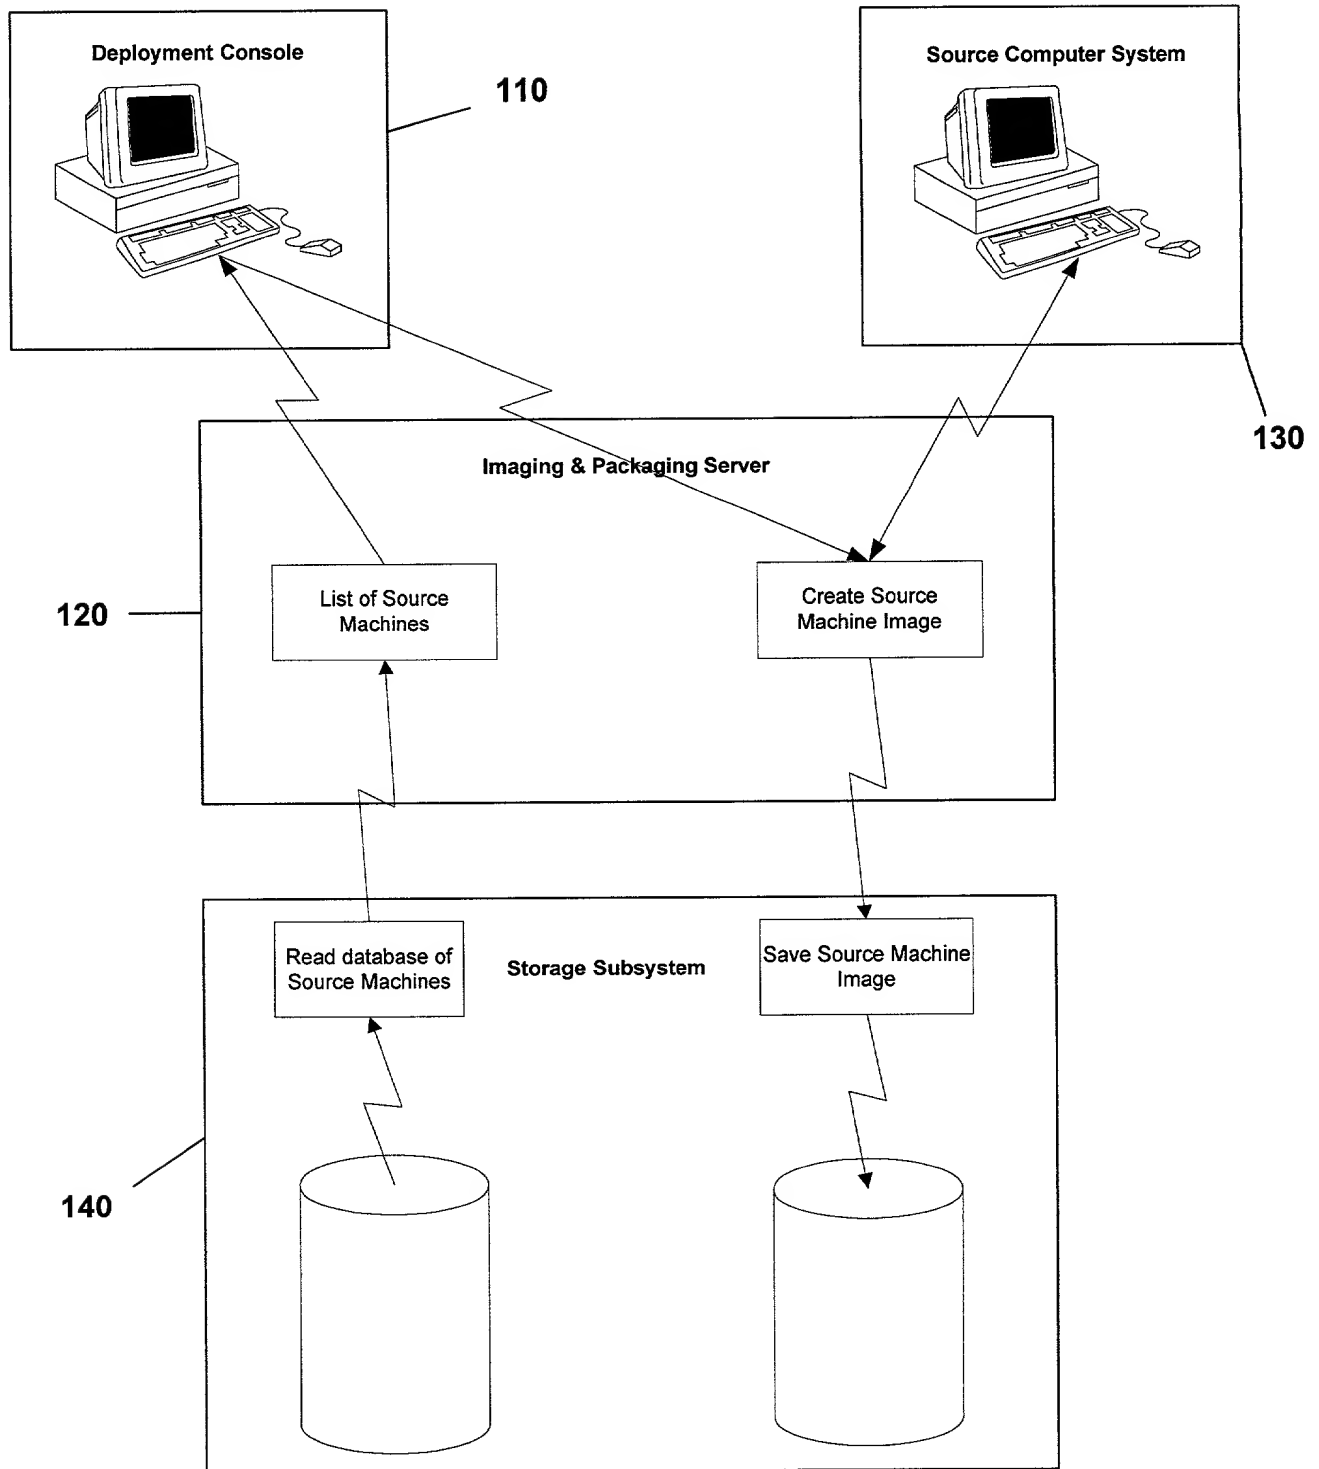 Deployment Console
Source Computer System
110
130
Imaging & Packaging Server
List of Source
Machines
Create Source
Machine Image
120
Read database of
Source Machines
Storage Subsystem
Save Source Machine
Image
140